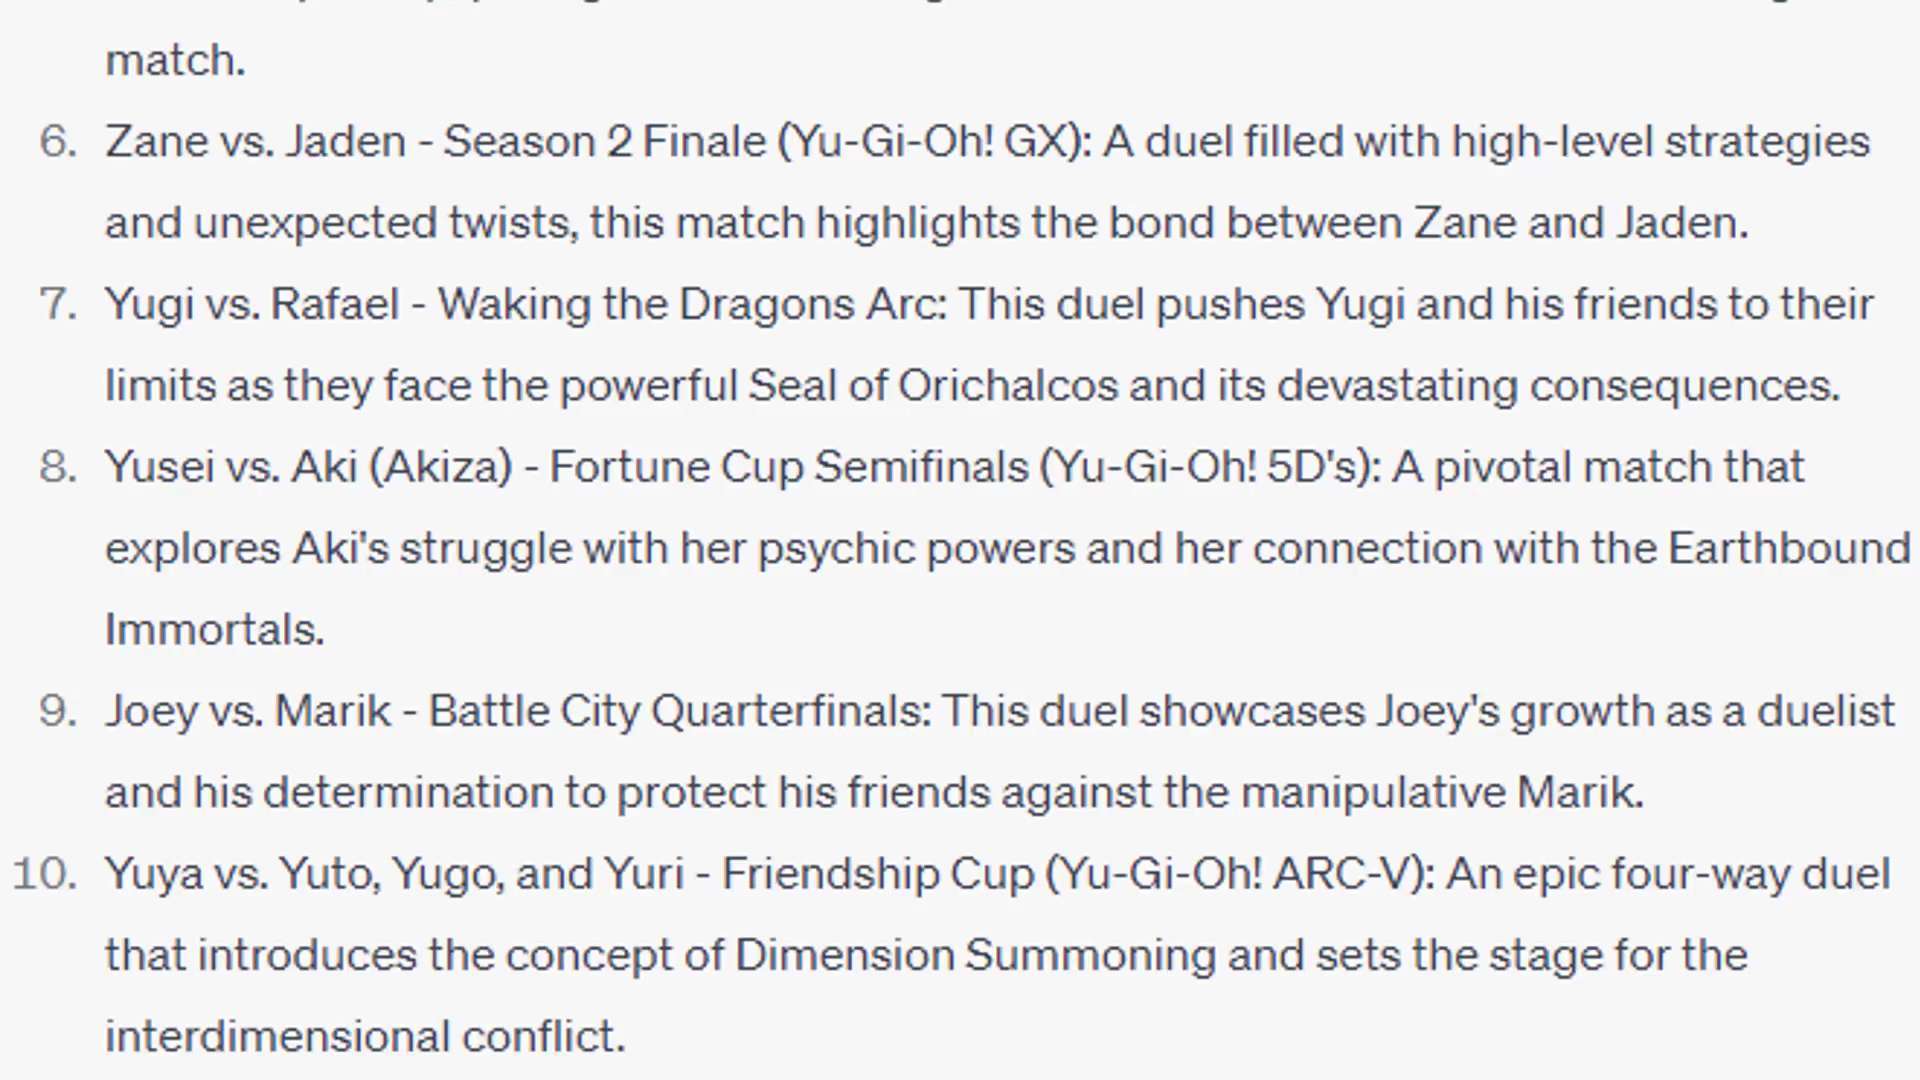 match.
6. Zane vs. Jaden - Season 2 Finale (Yu-Gi-Oh! GX): A duel filled with high-level strategies
and unexpected twists, this match highlights the bond between Zane and Jaden.
7. Yugi vs. Rafael - Waking the Dragons Arc: This duel pushes Yugi and his friends to their
limits as they face the powerful Seal of Orichalcos and its devastating consequences.
8. Yusei vs. Aki (Akiza) - Fortune Cup Semifinals (Yu-Gi-Oh! 5D's): A pivotal match that
explores Aki's struggle with her psychic powers and her connection with the Earthbound
Immortals.
9. Joey vs. Marik - Battle City Quarterfinals: This duel showcases Joey's growth as a duelist
and his determination to protect his friends against the manipulative Marik.
10. Yuya vs. Yuto, Yugo, and Yuri - Friendship Cup (Yu-Gi-Oh! ARC-V): An epic four-way duel
that introduces the concept of Dimension Summoning and sets the stage for the
interdimensional conflict.